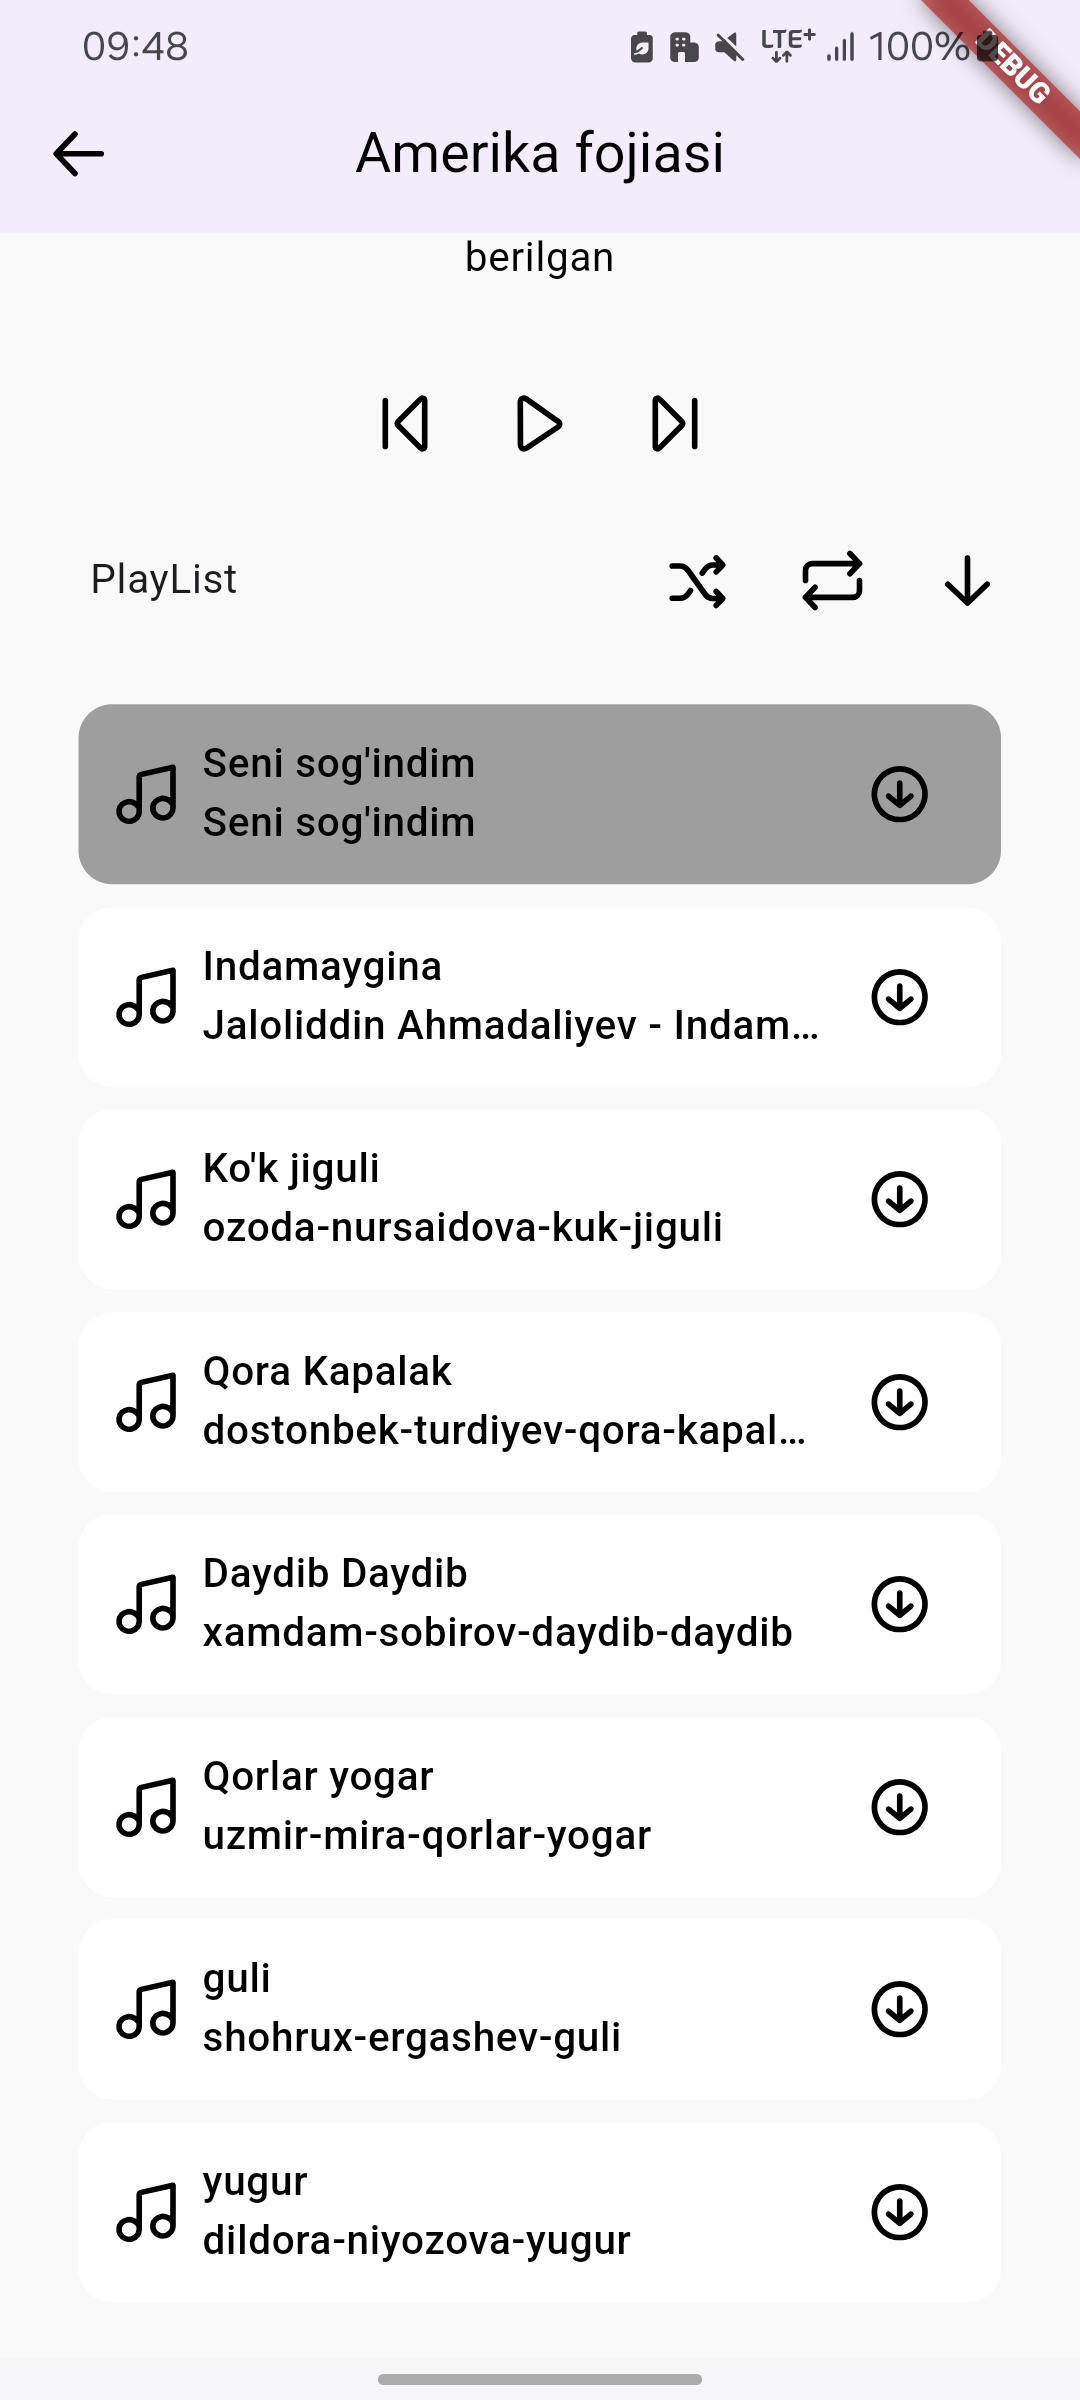 09:48
LTE+ 100%
DEBUG
Amerika fojiasi
berilgan
PlayList
Seni sog'indim
Seni sog'indim
Indamaygina
Jaloliddin Ahmadaliyev - Indam...
Ko'k jiguli
ozoda-nursaidova-kuk-jiguli
Qora Kapalak
dostonbek-turdiyev-qora-kapal...
Daydib Daydib
xamdam-sobirov-daydib-daydib
Qorlar yogar
uzmir-mira-qorlar-yogar
guli
shohrux-ergashev-guli
yugur
dildora-niyozova-yugur